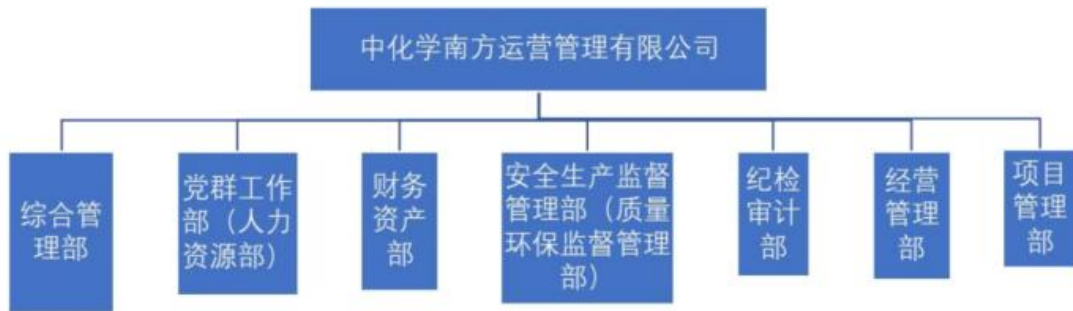 中化学南方运营管理有限公司
综合管
理部
党群工作
部（人力
资源部）
财务
资产
部
安全生产监督
管理部（质量
环保监督管理
部）
纪检
审计
部
经营
管理
部
项目
管理
部